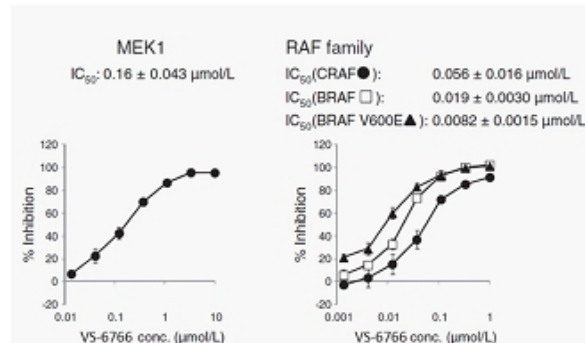 MEK1
IC50: 0.16 ± 0.043 μmol/L
RAF family
IC50(CRAF●): 0.056 ± 0.016 μmol/L
IC50(BRAF □): 0.019 ± 0.0030 μmol/L
IC50(BRAF V600E▲): 0.0082 ± 0.0015 μmol/L
% Inhibition
120
100
80
60
40
20
0
-20
0.01 0.1 1 10
VS-6766 conc. (μmol/L)
% Inhibition
120
100
80
60
40
20
0
-20
0.001 0.01 0.1 1
VS-6766 conc. (μmol/L)